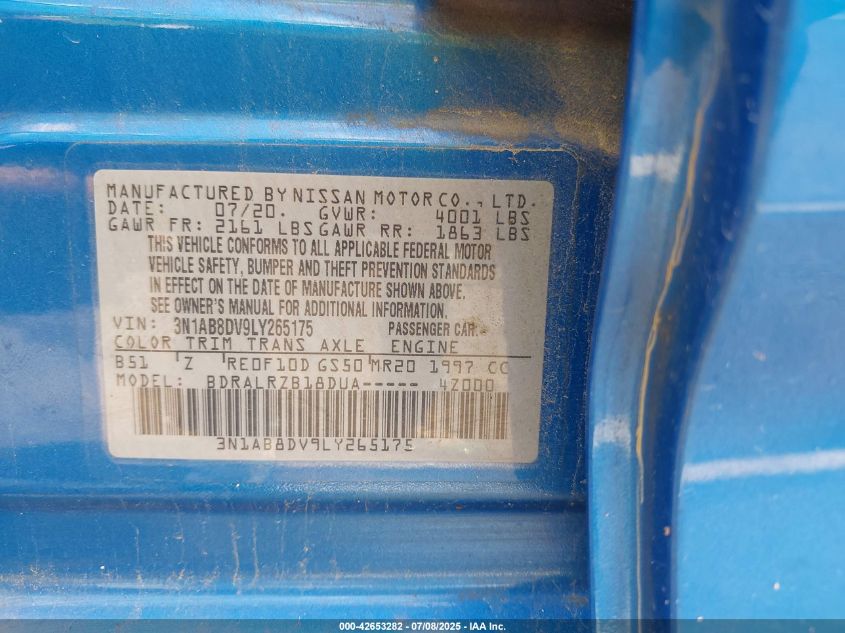 MANUFACTURED BY NISSAN MOTOR CO., LTD.
DATE: 07/20. GVWR: 4001 LBS
GAWR FR: 2161 LBS GAWR RR: 1863 LBS
THIS VEHICLE CONFORMS TO ALL APPLICABLE FEDERAL MOTOR
VEHICLE SAFETY, BUMPER AND THEFT PREVENTION STANDARDS
IN EFFECT ON THE DATE OF MANUFACTURE SHOWN ABOVE.
SEE OWNER'S MANUAL FOR ADDITIONAL INFORMATION.
VIN: 3N1AB8DV9LY265175 PASSENGER CAR
COLOR TRIM TRANS AXLE ENGINE
B51 Z RE0F10D GS50 MR20 1997 CC
MODEL: BDRALRZB18DUA----- 4Z000
3N1AB8DV9LY265175
000-42653282 - 07/08/2025 - IAA Inc.